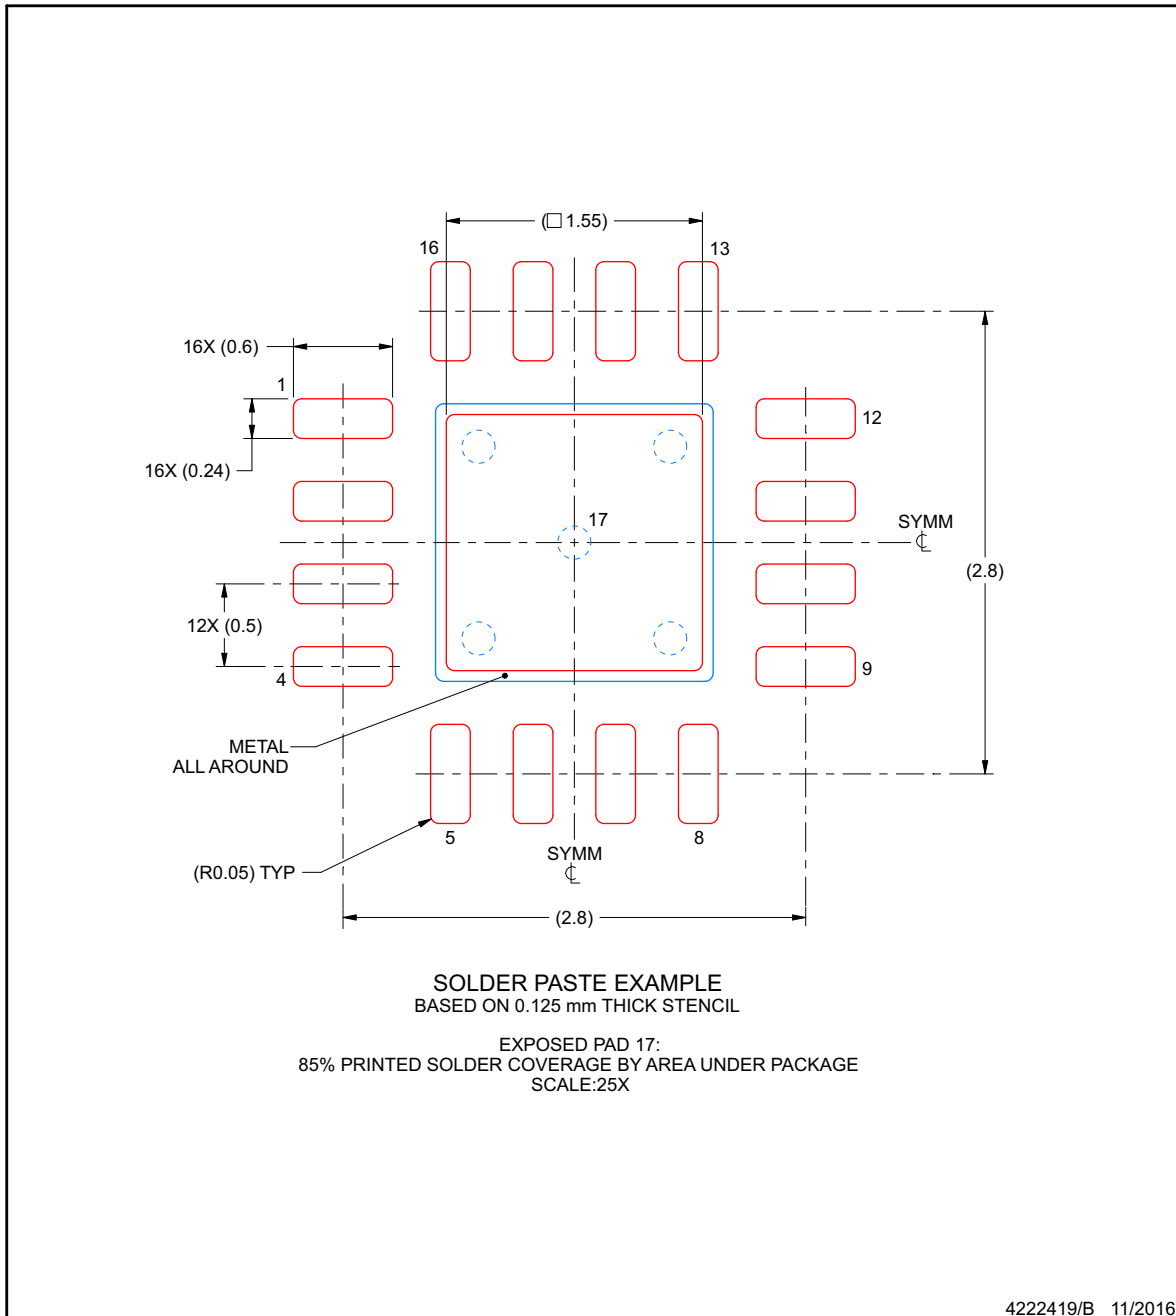 (□ 1.55)
16
13
16X (0.6)
1
12
16X (0.24)
17
SYMM
℄
(2.8)
12X (0.5)
4
9
METAL
ALL AROUND
5
8
(R0.05) TYP
SYMM
℄
(2.8)
SOLDER PASTE EXAMPLE
BASED ON 0.125 mm THICK STENCIL
EXPOSED PAD 17:
85% PRINTED SOLDER COVERAGE BY AREA UNDER PACKAGE
SCALE:25X
4222419/B 11/2016